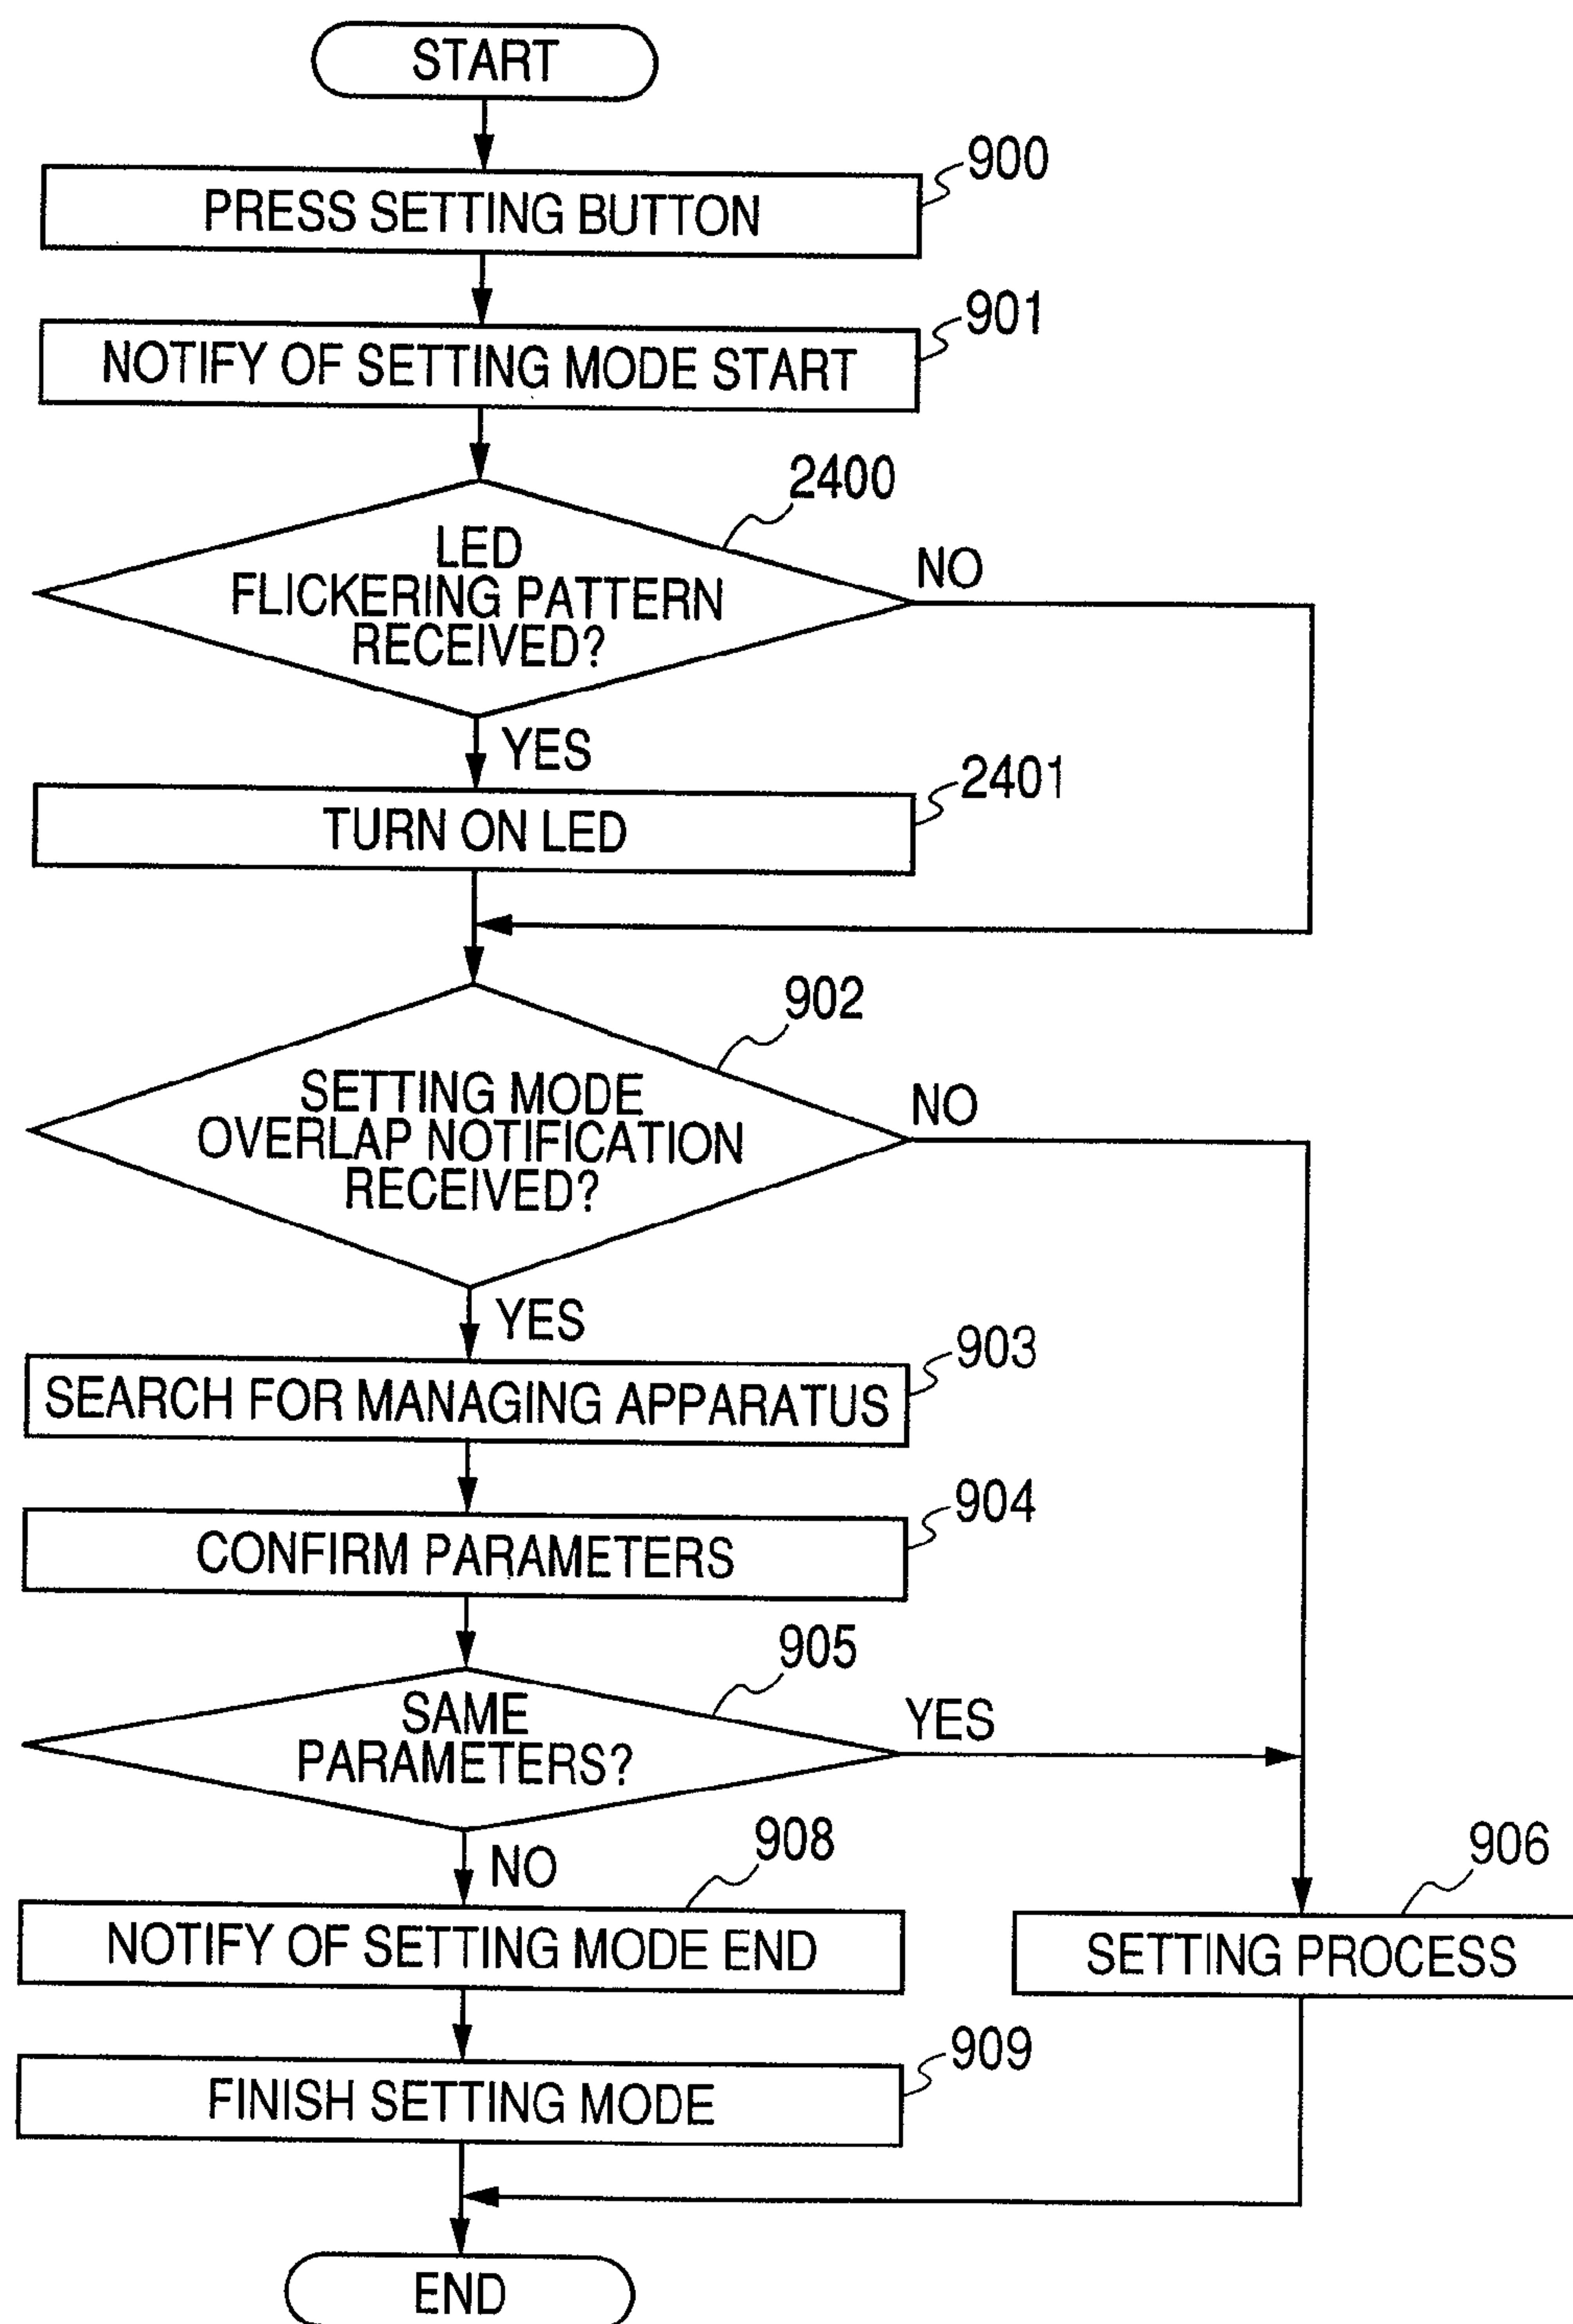 START
900
PRESS SETTING BUTTON
901
NOTIFY OF SETTING MODE START
2400
LED
FLICKERING PATTERN
RECEIVED?
NO
YES
2401
TURN ON LED
902
SETTING MODE
OVERLAP NOTIFICATION
RECEIVED?
NO
YES
903
SEARCH FOR MANAGING APPARATUS
904
CONFIRM PARAMETERS
905
SAME
PARAMETERS?
YES
NO
908
NOTIFY OF SETTING MODE END
906
SETTING PROCESS
909
FINISH SETTING MODE
END